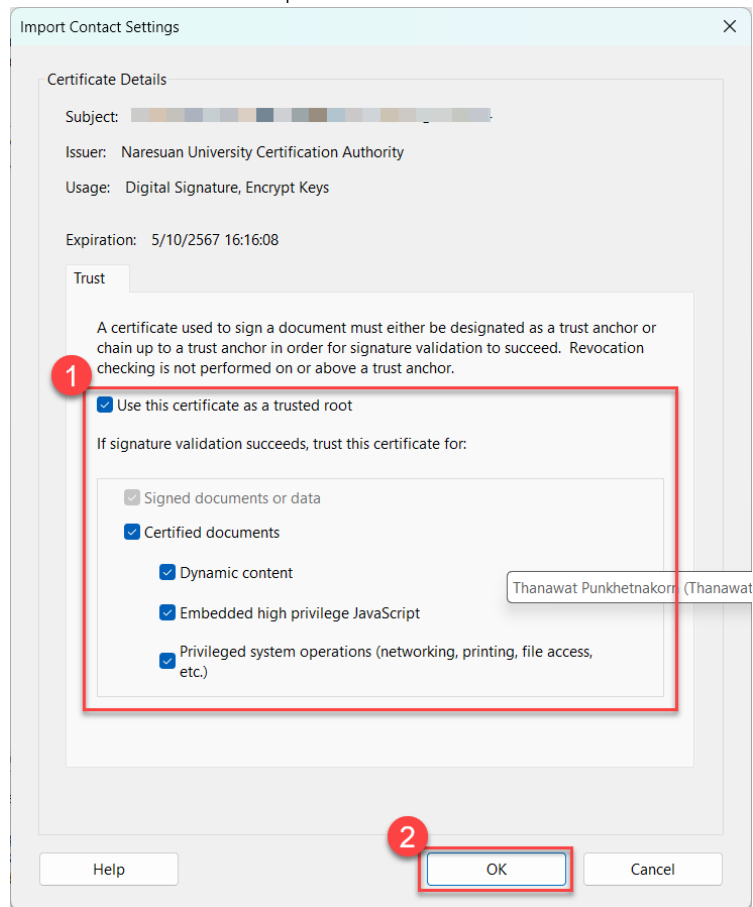 Import Contact Settings
Certificate Details
Subject:
Issuer: Naresuan University Certification Authority
Usage: Digital Signature, Encrypt Keys
Expiration: 5/10/2567 16:16:08
Trust
A certificate used to sign a document must either be designated as a trust anchor or
chain up to a trust anchor in order for signature validation to succeed. Revocation
checking is not performed on or above a trust anchor.
1
Use this certificate as a trusted root
If signature validation succeeds, trust this certificate for:
Signed documents or data
Certified documents
Dynamic content
Thanawat Punkhetnakorn (Thanawat
Embedded high privilege JavaScript
Privileged system operations (networking, printing, file access,
etc.)
2
Help
OK
Cancel